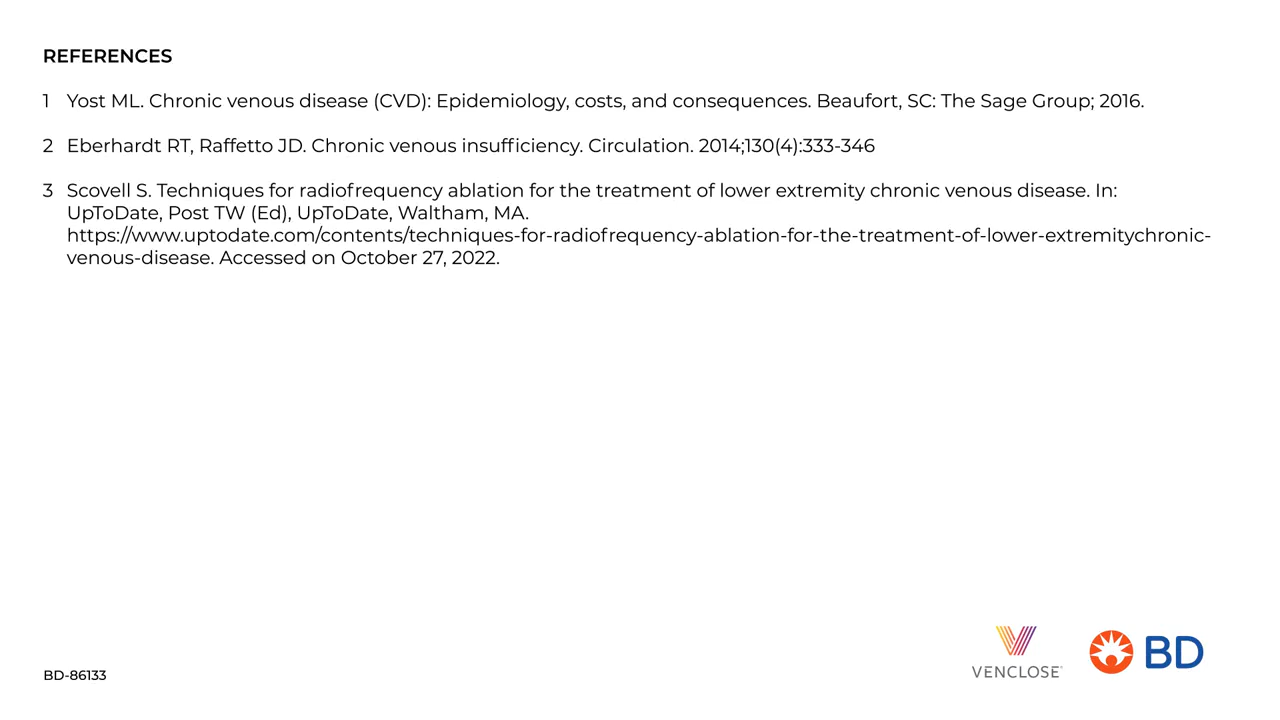 REFERENCES
1 Yost ML. Chronic venous disease (CVD): Epidemiology, costs, and consequences. Beaufort, SC: The Sage Group; 2016.
2 Eberhardt RT, Raffetto JD. Chronic venous insufficiency. Circulation. 2014;130(4):333-346
3 Scovell S. Techniques for radiofrequency ablation for the treatment of lower extremity chronic venous disease. In:
UpToDate, Post TW (Ed), UpToDate, Waltham, MA.
https://www.uptodate.com/contents/techniques-for-radiofrequency-ablation-for-the-treatment-of-lower-extremitychronic-
venous-disease. Accessed on October 27, 2022.
VENCLOSE
BD
BD-86133